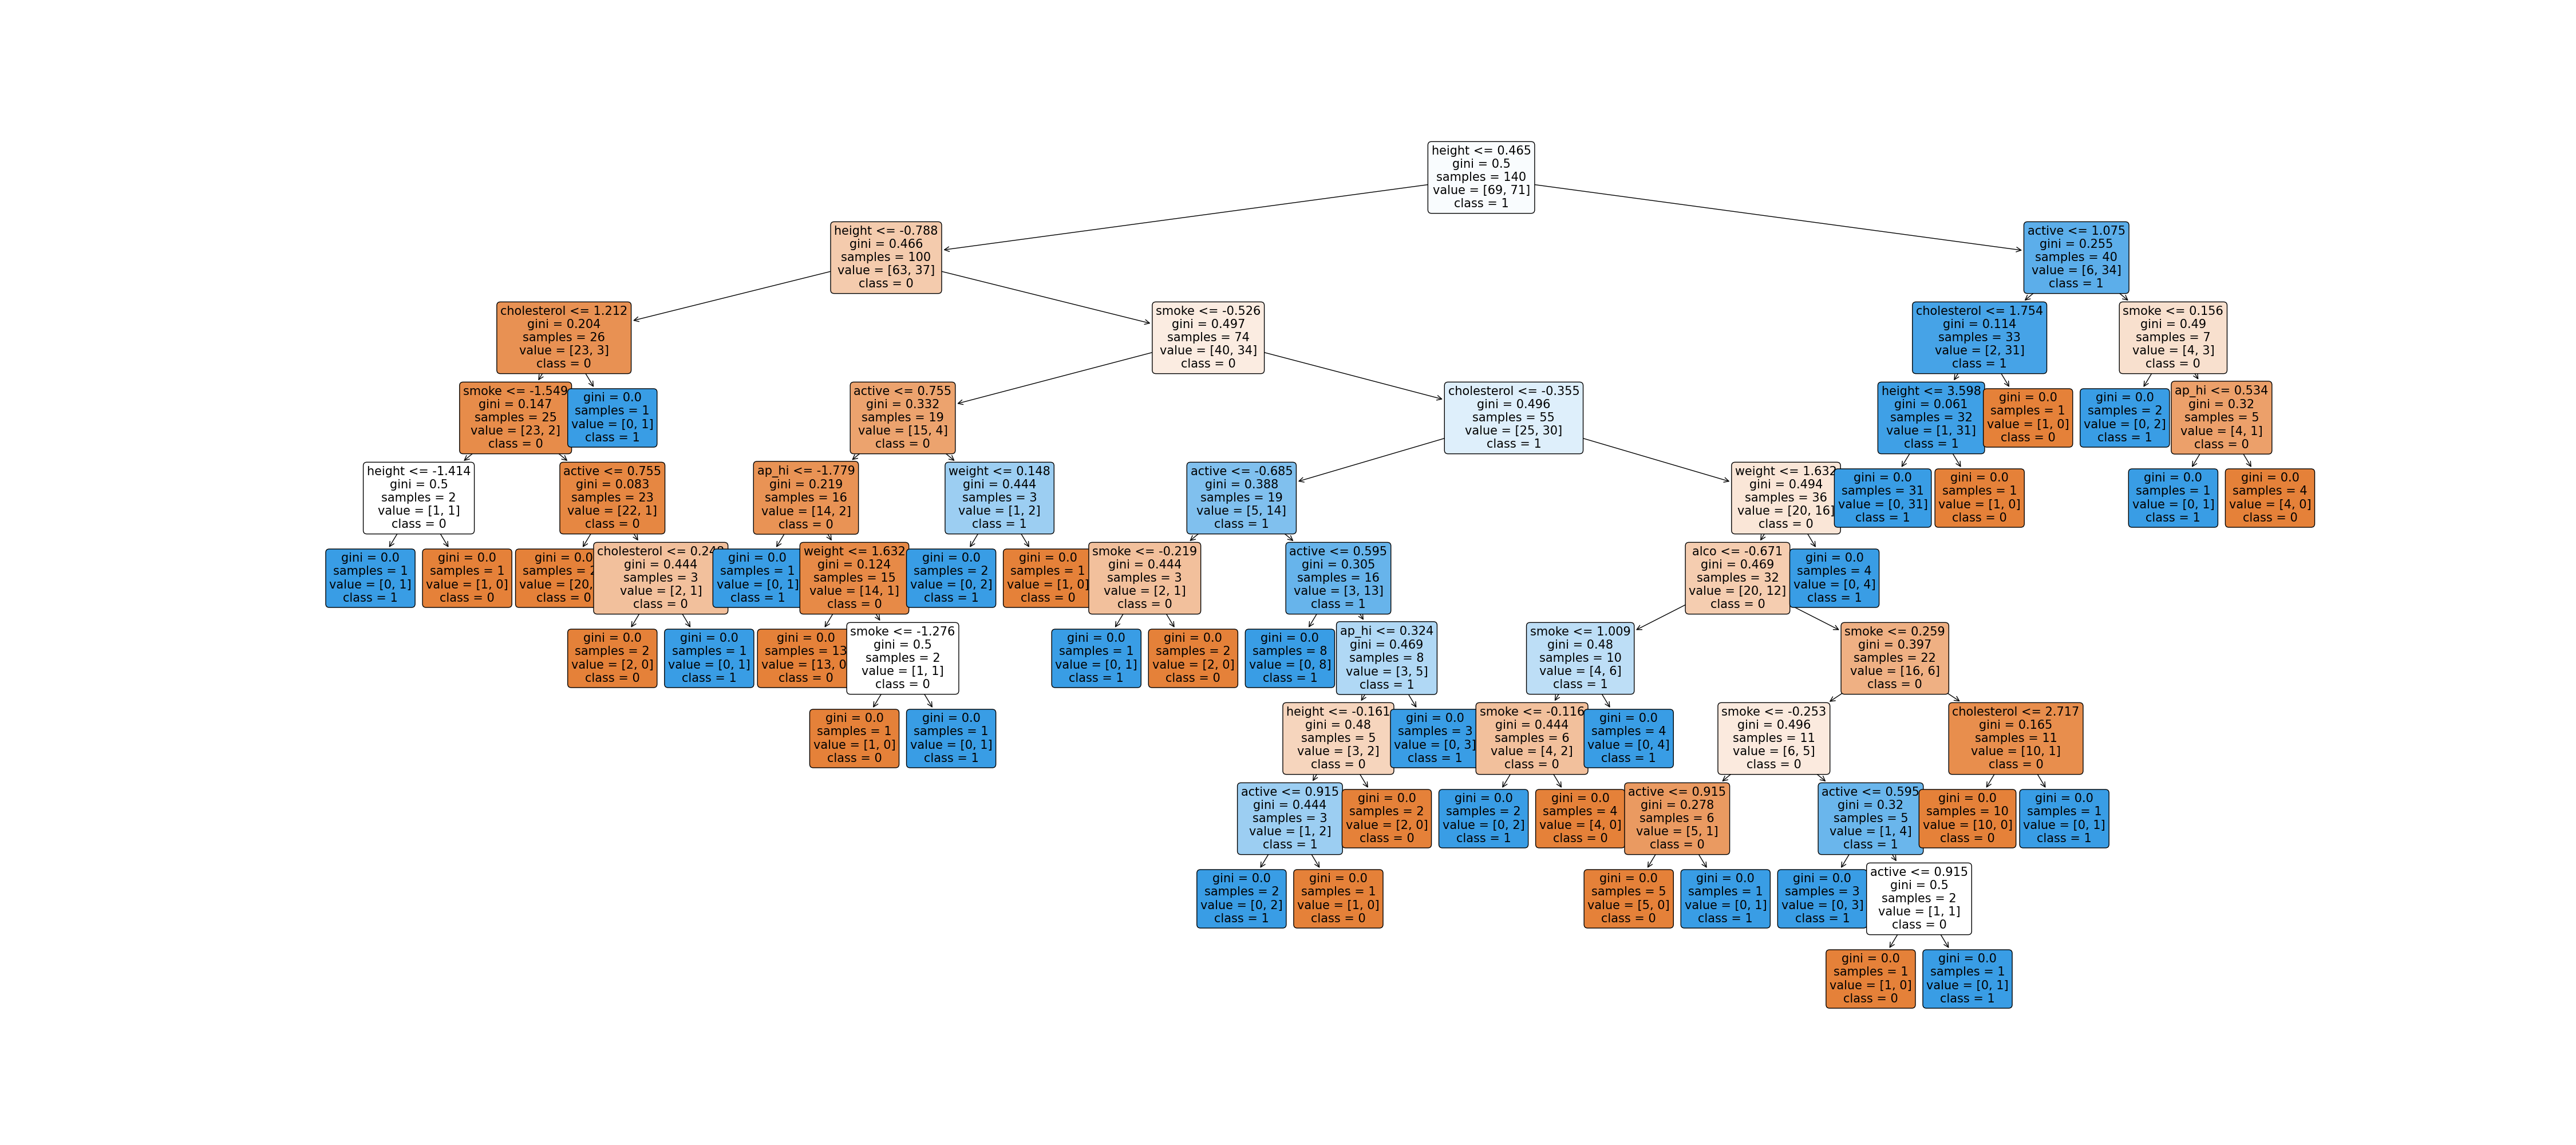 height <= 0.465
gini = 0.5
samples = 140
value = [69, 71]
class = 1
height <= -0.788
gini = 0.466
samples = 100
value = [63, 37]
class = 0
active <= 1.075
gini = 0.255
samples = 40
value = [6, 34]
class = 1
cholesterol <= 1.212
gini = 0.204
samples = 26
value = [23, 3]
class = 0
smoke <= -0.526
gini = 0.497
samples = 74
value = [40, 34]
class = 0
cholesterol <= 1.754
gini = 0.114
samples = 33
value = [2, 31]
class = 1
smoke <= 0.156
gini = 0.49
samples = 7
value = [4, 3]
class = 0
smoke <= -1.549
gini = 0.147
samples = 25
value = [23, 2]
class = 0
gini = 0.0
samples = 1
value = [0, 1]
class = 1
active <= 0.755
gini = 0.332
samples = 19
value = [15, 4]
class = 0
cholesterol <= -0.355
gini = 0.496
samples = 55
value = [25, 30]
class = 1
height <= 3.598
gini = 0.061
samples = 32
value = [1, 31]
class = 1
gini = 0.0
samples = 1
value = [1, 0]
class = 0
gini = 0.0
samples = 2
value = [0, 2]
class = 1
ap_hi <= 0.534
gini = 0.32
samples = 5
value = [4, 1]
class = 0
height <= -1.414
gini = 0.5
samples = 2
value = [1, 1]
class = 0
active <= 0.755
gini = 0.083
samples = 23
value = [22, 1]
class = 0
ap_hi <= -1.779
gini = 0.219
samples = 16
value = [14, 2]
class = 0
weight <= 0.148
gini = 0.444
samples = 3
value = [1, 2]
class = 1
active <= -0.685
gini = 0.388
samples = 19
value = [5, 14]
class = 1
weight <= 1.632
gini = 0.494
samples = 36
value = [20, 16]
class = 0
gini = 0.0
samples = 31
value = [0, 31]
class = 1
gini = 0.0
samples = 1
value = [1, 0]
class = 0
gini = 0.0
samples = 1
value = [0, 1]
class = 1
gini = 0.0
samples = 4
value = [4, 0]
class = 0
gini = 0.0
samples = 1
value = [0, 1]
class = 1
gini = 0.0
samples = 1
value = [1, 0]
class = 0
gini = 0.0
samples =
value = [20,
class = 0
cholesterol <=
gini = 0.444
samples = 3
value = [2, 1]
class = 0
gini = 0.0
samples = 1
value = [0, 1]
class = 1
weight <= 1.632
gini = 0.124
samples = 15
value = [14, 1]
class = 0
gini = 0.0
samples = 2
value = [0, 2]
class = 1
gini = 0.0
samples = 1
value = [1, 0]
class = 0
smoke <= -0.219
gini = 0.444
samples = 3
value = [2, 1]
class = 0
active <= 0.595
gini = 0.305
samples = 16
value = [3, 13]
class = 1
alco <= -0.671
gini = 0.469
samples = 32
value = [20, 12]
class = 0
gini = 0.0
samples = 4
value = [0, 4]
class = 1
gini = 0.0
samples = 2
value = [2, 0]
class = 0
gini = 0.0
samples = 1
value = [0, 1]
class = 1
gini = 0.0
samples = 13
value = [13, 0
class = 0
smoke <= -1.276
gini = 0.5
samples = 2
value = [1, 1]
class = 0
gini = 0.0
samples = 1
value = [0, 1]
class = 1
gini = 0.0
samples = 2
value = [2, 0]
class = 0
gini = 0.0
samples = 8
value = [0, 8]
class = 1
ap_hi <= 0.324
gini = 0.469
samples = 8
value = [3, 5]
class = 1
smoke <= 1.009
gini = 0.48
samples = 10
value = [4, 6]
class = 1
smoke <= 0.259
gini = 0.397
samples = 22
value = [16, 6]
class = 0
gini = 0.0
samples = 1
value = [1, 0]
class = 0
gini = 0.0
samples = 1
value = [0, 1]
class = 1
height <= -0.161
gini = 0.48
samples = 5
value = [3, 2]
class = 0
gini = 0.0
samples = 3
value = [0, 3]
class = 1
smoke <= -0.116
gini = 0.444
samples = 6
value = [4, 2]
class = 0
gini = 0.0
samples = 4
value = [0, 4]
class = 1
smoke <= -0.253
gini = 0.496
samples = 11
value = [6, 5]
class = 0
cholesterol <= 2.717
gini = 0.165
samples = 11
value = [10, 1]
class = 0
active <= 0.915
gini = 0.444
samples = 3
value = [1, 2]
class = 1
gini = 0.0
samples = 2
value = [2, 0]
class = 0
gini = 0.0
samples = 2
value = [0, 2]
class = 1
gini = 0.0
samples = 4
value = [4, 0]
class = 0
active <= 0.915
gini = 0.278
samples = 6
value = [5, 1]
class = 0
active <= 0.595
gini = 0.32
samples = 5
value = [1, 4]
class = 1
gini = 0.0
samples = 10
value = [10, 0]
class = 0
gini = 0.0
samples = 1
value = [0, 1]
class = 1
gini = 0.0
samples = 2
value = [0, 2]
class = 1
gini = 0.0
samples = 1
value = [1, 0]
class = 0
gini = 0.0
samples = 5
value = [5, 0]
class = 0
gini = 0.0
samples = 1
value = [0, 1]
class = 1
gini = 0.0
samples = 3
value = [0, 3]
class = 1
active <= 0.915
gini = 0.5
samples = 2
value = [1, 1]
class = 0
gini = 0.0
samples = 1
value = [1, 0]
class = 0
gini = 0.0
samples = 1
value = [0, 1]
class = 1